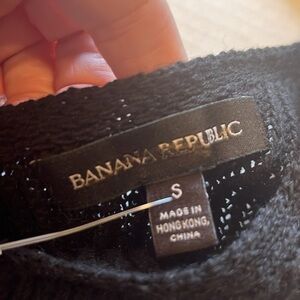 BANANA REPUBLIC
S
MADE IN
HONG KONG,
CHINA